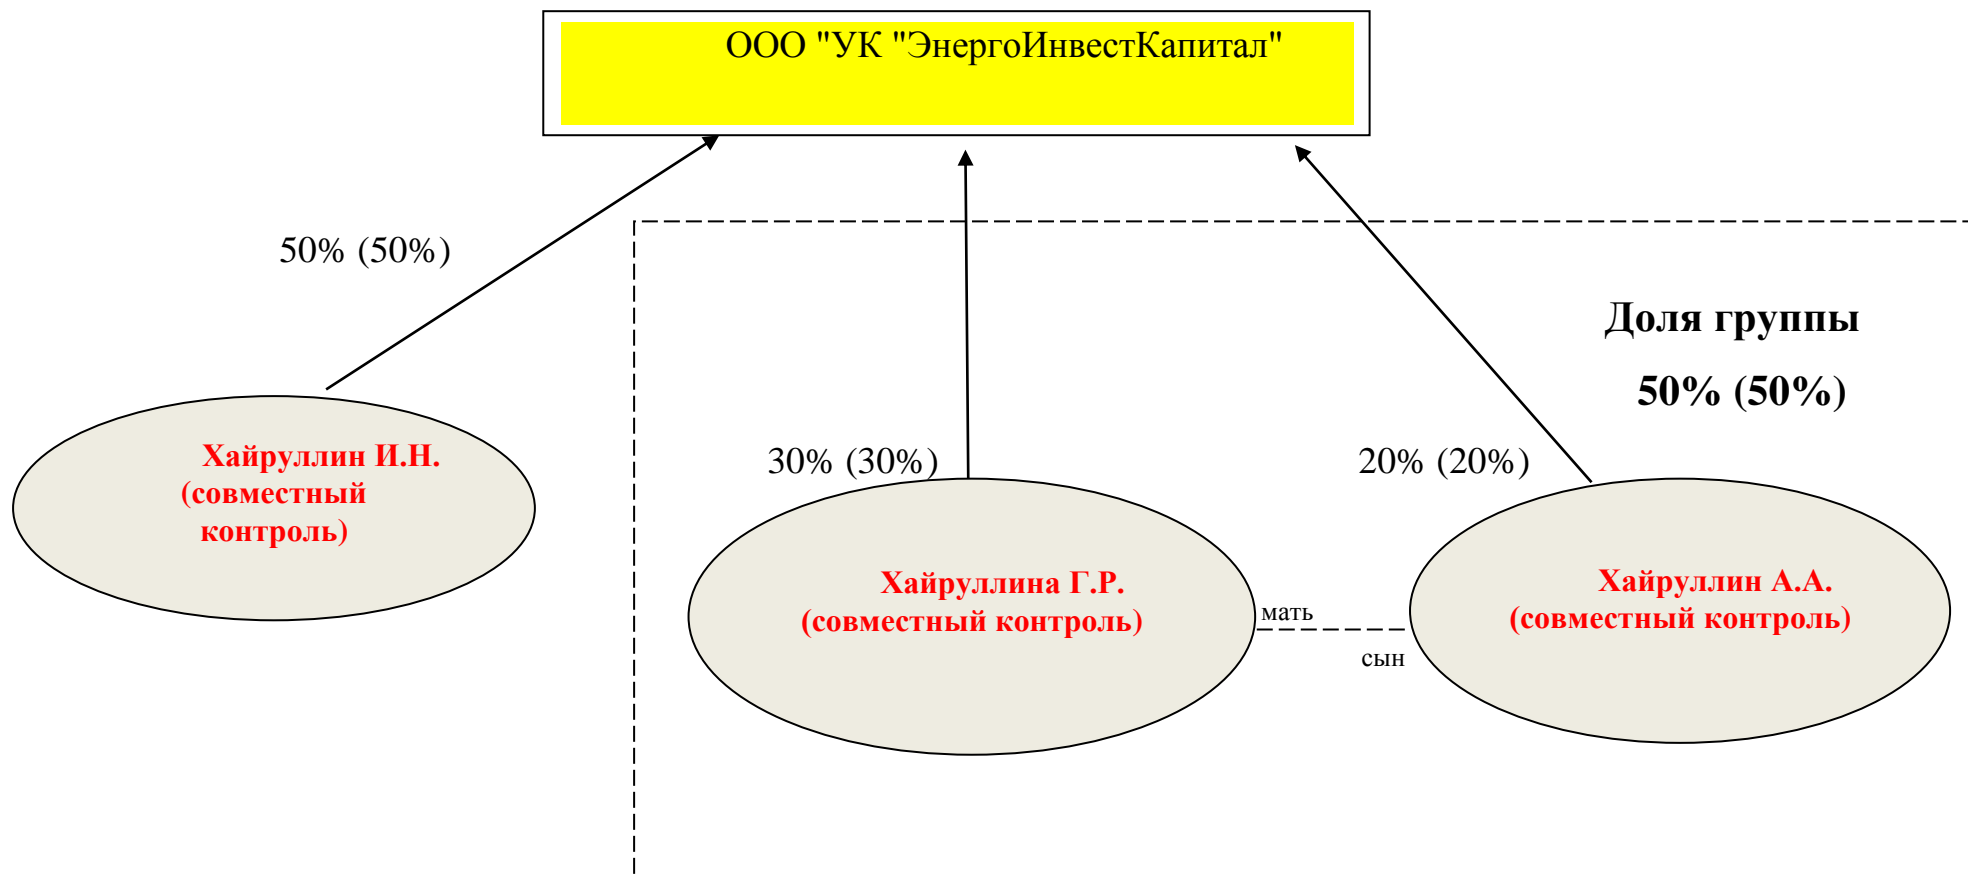 ООО "УК "ЭнергоИнвестКапитал"
50% (50%)
Доля группы
50% (50%)
Хайруллин И.Н.
(совместный
контроль)
30% (30%)
20% (20%)
Хайруллина Г.Р.
(совместный контроль)
мать
сын
Хайруллин А.А.
(совместный контроль)